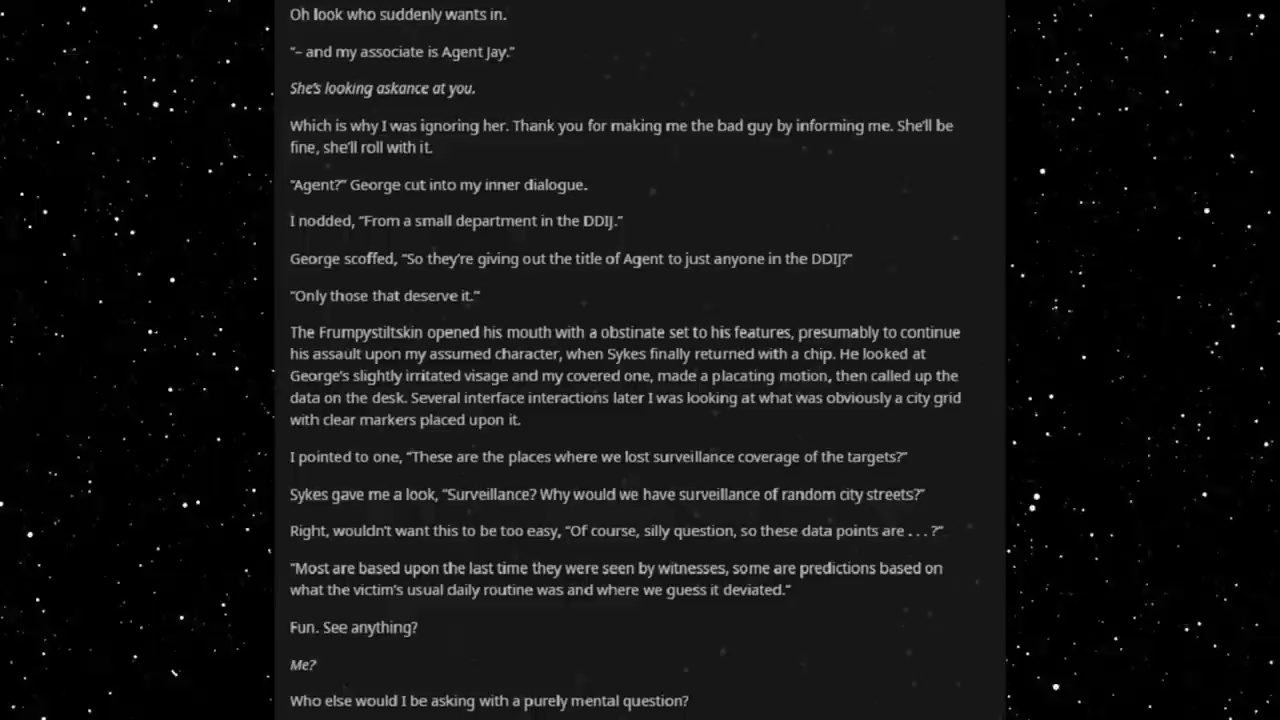 Oh look who suddenly wants in.
“– and my associate is Agent Jay.”
She's looking askance at you.
Which is why I was ignoring her. Thank you for making me the bad guy by informing me. She'll be
fine, she'll roll with it.
“Agent?” George cut into my inner dialogue.
I nodded, “From a small department in the DDIJ.”
George scoffed, “So they're giving out the title of Agent to just anyone in the DDIJ?”
“Only those that deserve it.”
The Frumpystiltskin opened his mouth with a obstinate set to his features, presumably to continue
his assault upon my assumed character, when Sykes finally returned with a chip. He looked at
George's slightly irritated visage and my covered one, made a placating motion, then called up the
data on the desk. Several interface interactions later I was looking at what was obviously a city grid
with clear markers placed upon it.
I pointed to one, “These are the places where we lost surveillance coverage of the targets?”
Sykes gave me a look, “Surveillance? Why would we have surveillance of random city streets?”
Right, wouldn't want this to be too easy, “Of course, silly question, so these data points are . . . ?”
“Most are based upon the last time they were seen by witnesses, some are predictions based on
what the victim's usual daily routine was and where we guess it deviated.”
Fun. See anything?
Me?
Who else would I be asking with a purely mental question?